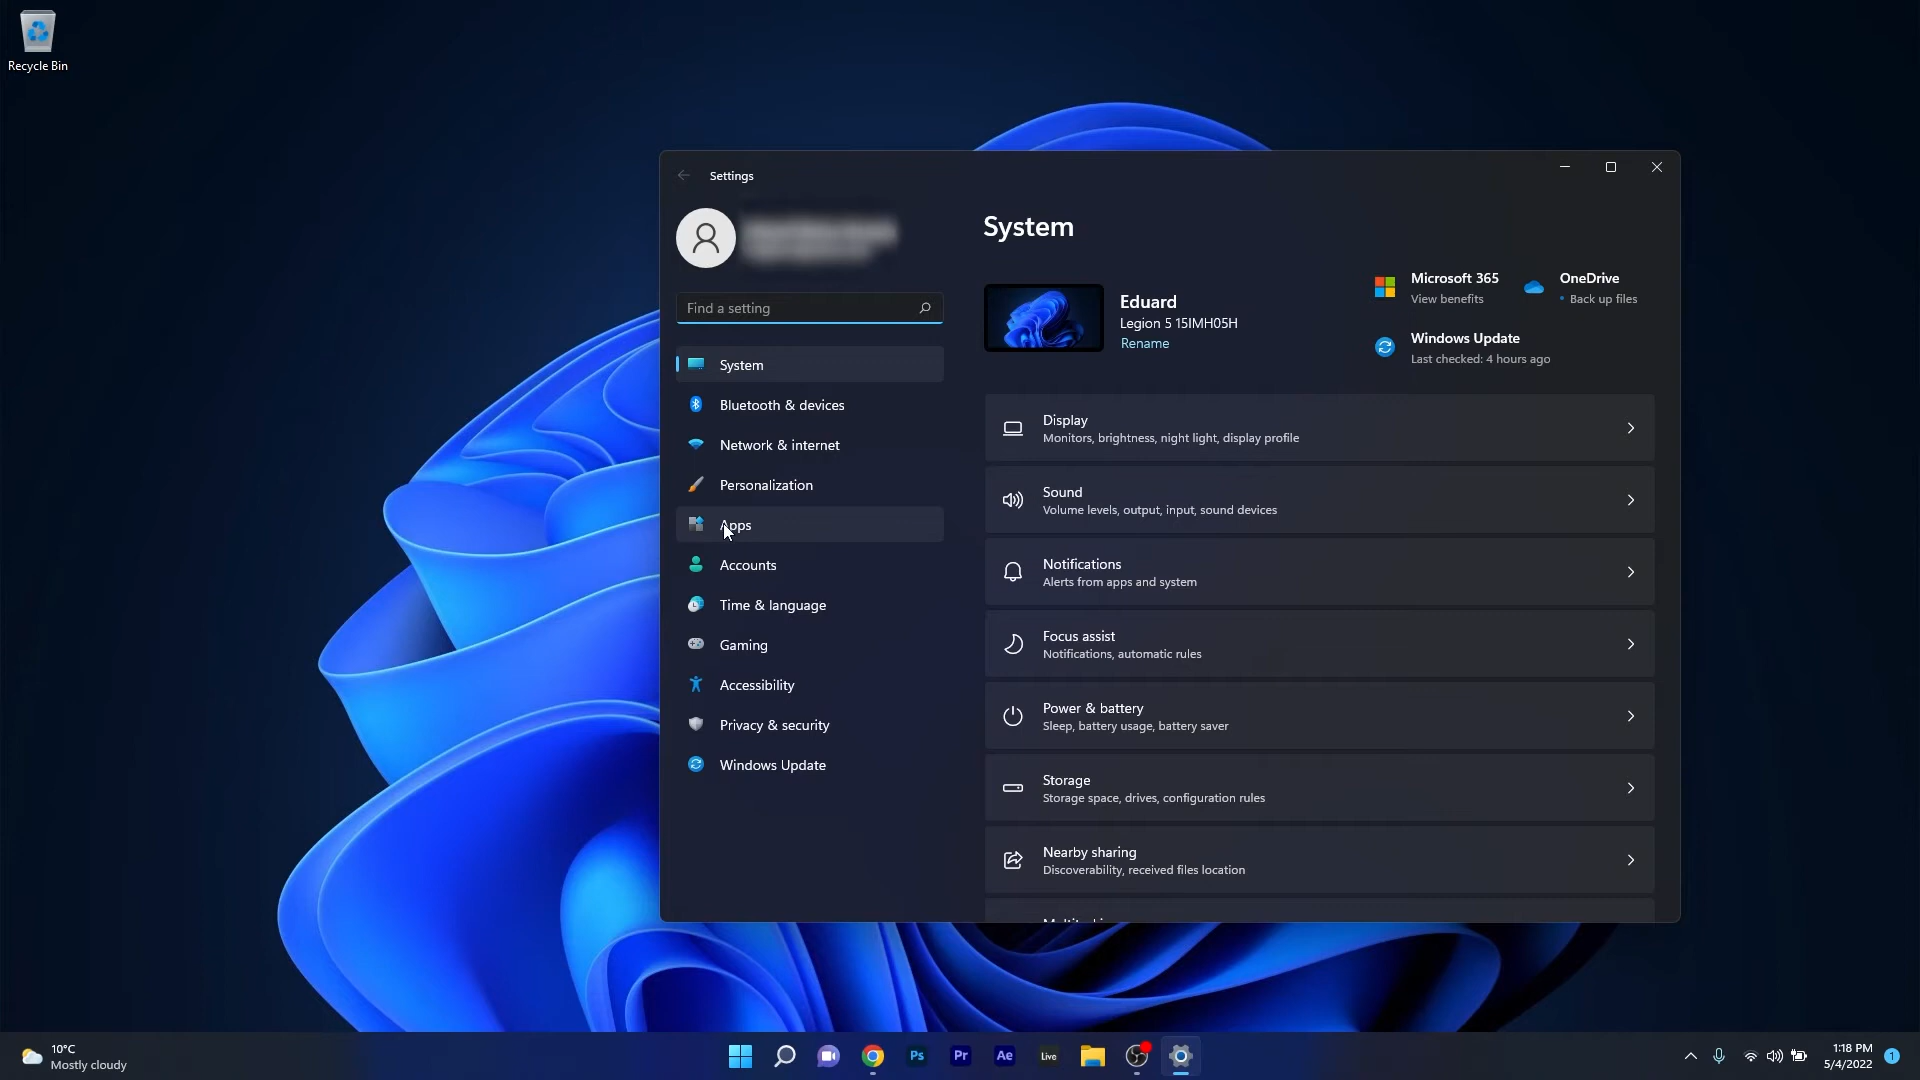 Recycle Bin
Settings
Find a setting
System
Bluetooth & devices
Network & internet
Personalization
Apps
Accounts
Time & language
Gaming
Accessibility
Privacy & security
Windows Update
System
Eduard
Legion 5 15IMH05H
Rename
Microsoft 365
View benefits
OneDrive
• Back up files
Windows Update
Last checked: 4 hours ago
Display
Monitors, brightness, night light, display profile
Sound
Volume levels, output, input, sound devices
Notifications
Alerts from apps and system
Focus assist
Notifications, automatic rules
Power & battery
Sleep, battery usage, battery saver
Storage
Storage space, drives, configuration rules
Nearby sharing
Discoverability, received files location
10°C
Mostly cloudy
Ps
Pr
Ae
Live
1:18 PM
5/4/2022
1